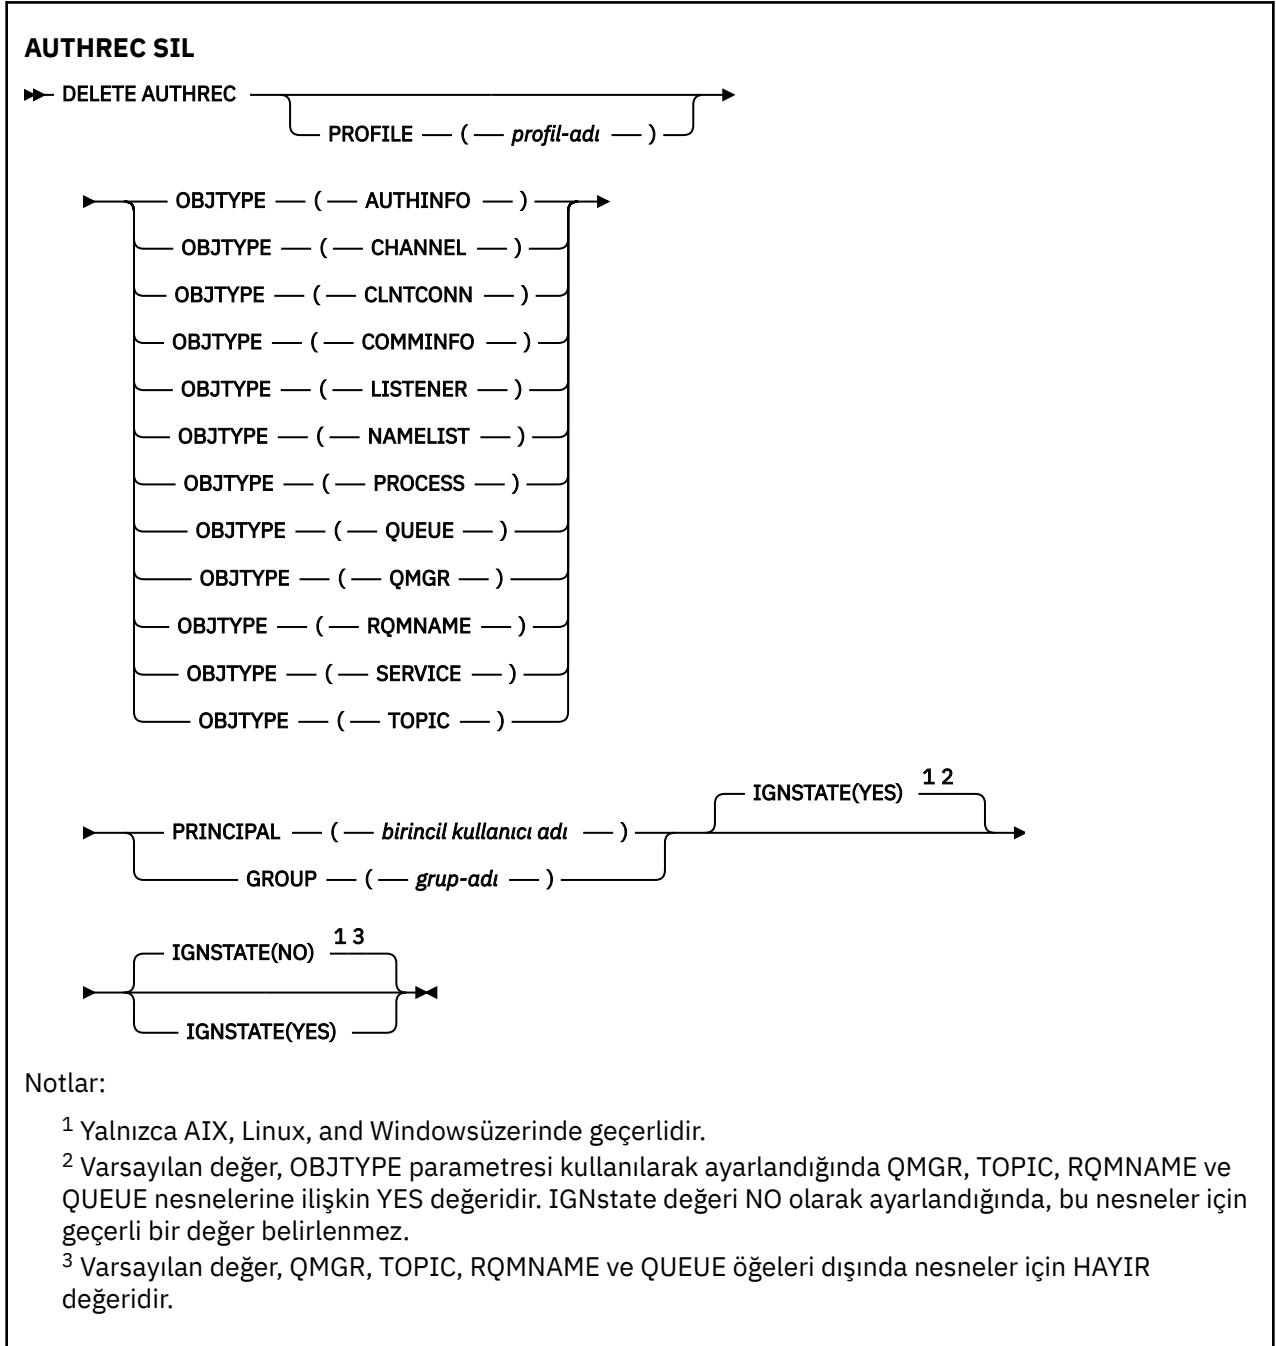 AUTHREC SIL
DELETE AUTHREC
PROFILE ( profil-adı )
OBJTYPE ( AUTHINFO )
OBJTYPE ( CHANNEL )
OBJTYPE ( CLNTCONN )
OBJTYPE ( COMMINFO )
OBJTYPE ( LISTENER )
OBJTYPE ( NAMELIST )
OBJTYPE ( PROCESS )
OBJTYPE ( QUEUE )
OBJTYPE ( QMGR )
OBJTYPE ( RQMNAME )
OBJTYPE ( SERVICE )
OBJTYPE ( TOPIC )
IGNSTATE(YES) 1 2
PRINCIPAL ( birincil kullanıcı adı )
GROUP ( grup-adı )
IGNSTATE(NO) 1 3
IGNSTATE(YES)
Notlar:
1 Yalnızca AIX, Linux, and Windowsüzerinde geçerlidir.
2 Varsayılan değer, OBJTYPE parametresi kullanılarak ayarlandığında QMGR, TOPIC, RQMNAME ve
QUEUE nesnelerine ilişkin YES değeridir. IGNstate değeri NO olarak ayarlandığında, bu nesneler için
geçerli bir değer belirlenmez.
3 Varsayılan değer, QMGR, TOPIC, RQMNAME ve QUEUE öğeleri dışında nesneler için HAYIR
değeridir.